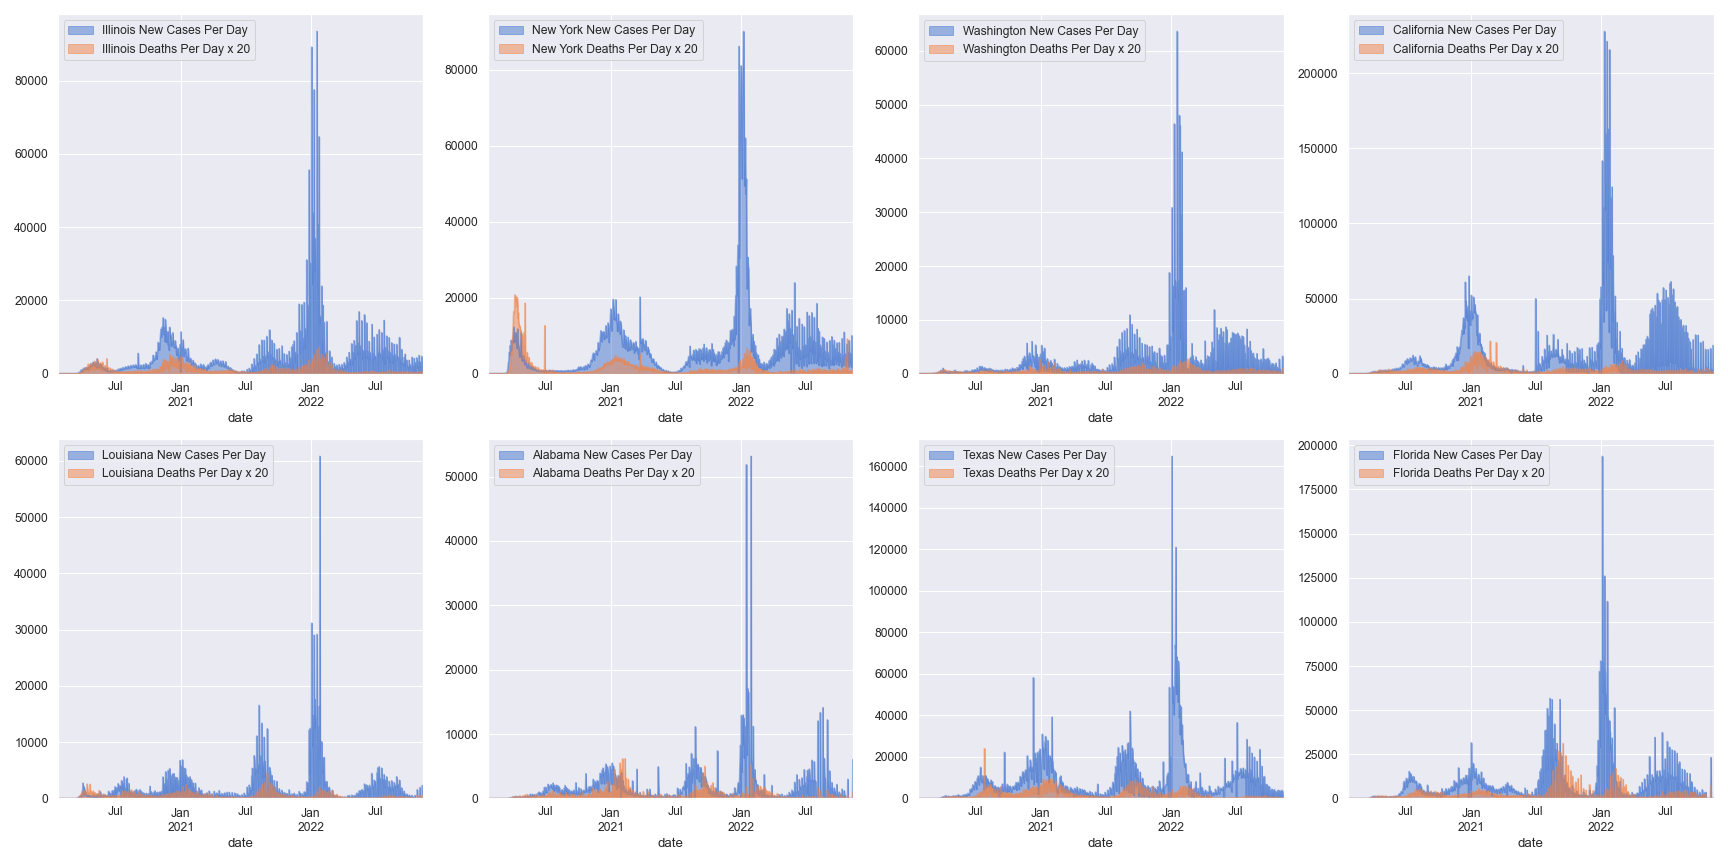 Illinois New Cases Per Day
Illinois Deaths Per Day x 20
80000
60000
40000
20000
0
Jul
Jan
2021
Jul
Jan
2022
Jul
date
New York New Cases Per Day
New York Deaths Per Day x 20
80000
60000
40000
20000
0
Jul
Jan
2021
Jul
Jan
2022
Jul
date
Washington New Cases Per Day
Washington Deaths Per Day x 20
60000
50000
40000
30000
20000
10000
0
Jul
Jan
2021
Jul
Jan
2022
Jul
date
California New Cases Per Day
California Deaths Per Day x 20
200000
150000
100000
50000
0
Jul
Jan
2021
Jul
Jan
2022
Jul
date
Louisiana New Cases Per Day
Louisiana Deaths Per Day x 20
60000
50000
40000
30000
20000
10000
0
Jul
Jan
2021
Jul
Jan
2022
Jul
date
Alabama New Cases Per Day
Alabama Deaths Per Day x 20
50000
40000
30000
20000
10000
0
Jul
Jan
2021
Jul
Jan
2022
Jul
date
Texas New Cases Per Day
Texas Deaths Per Day x 20
160000
140000
120000
100000
80000
60000
40000
20000
0
Jul
Jan
2021
Jul
Jan
2022
Jul
date
Florida New Cases Per Day
Florida Deaths Per Day x 20
200000
175000
150000
125000
100000
75000
50000
25000
0
Jul
Jan
2021
Jul
Jan
2022
Jul
date